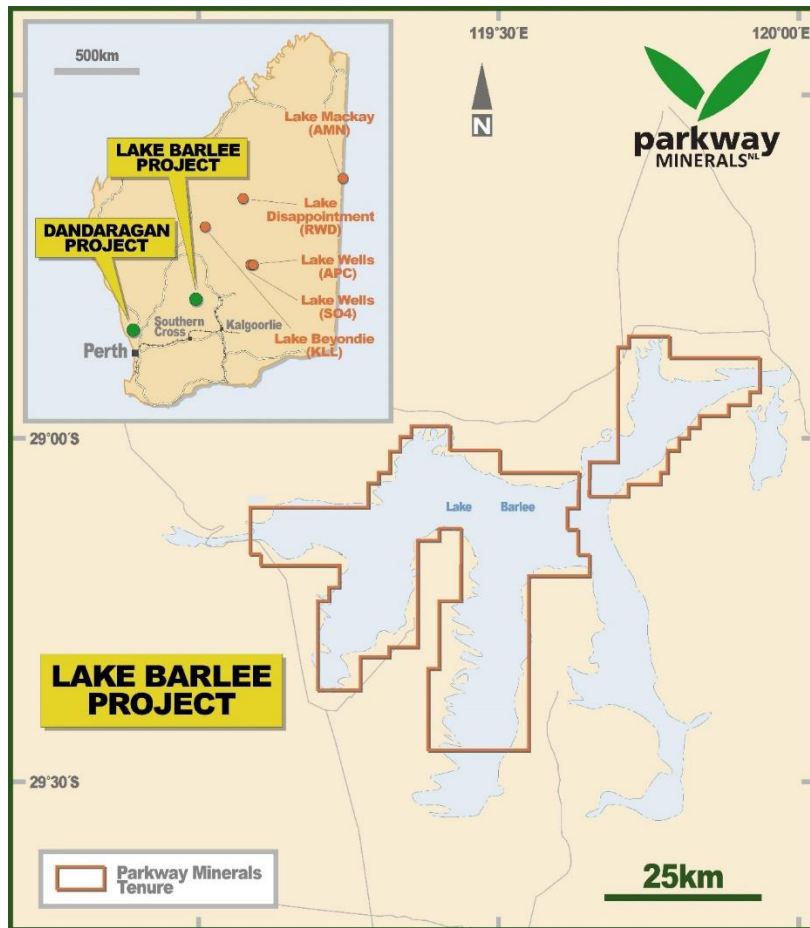 119°30´E
120°00´E
500km
Lake Mackay
(AMN)
LAKE BARLEE
PROJECT
Lake
Disappointment
(RWD)
DANDARAGAN
PROJECT
Lake Wells
(APC)
Lake Wells
(SO4)
Southern
Cross
Kalgoorlie
Lake Beyondie
(KLL)
Perth
N
parkway
MINERALS NL
29°00´S
Lake Barlee
LAKE BARLEE
PROJECT
29°30´S
Parkway Minerals
Tenure
25km